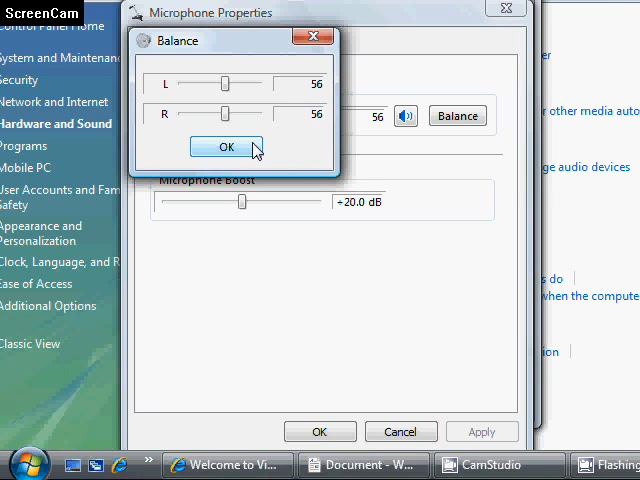 ScreenCam
Control Panel Home
System and Maintenanc
Security
Network and Internet
Hardware and Sound
Programs
Mobile PC
User Accounts and Fam
Safety
Appearance and
Personalization
Clock, Language, and R
Ease of Access
Additional Options
Classic View
Microphone Properties
Balance
L
56
R
56
OK
56
Balance
Microphone Boost
+20.0 dB
OK
Cancel
Apply
er
r other media auto
ge audio devices
s do
when the compute
ion
»
Welcome to Vi...
Document - W...
CamStudio
Flashing